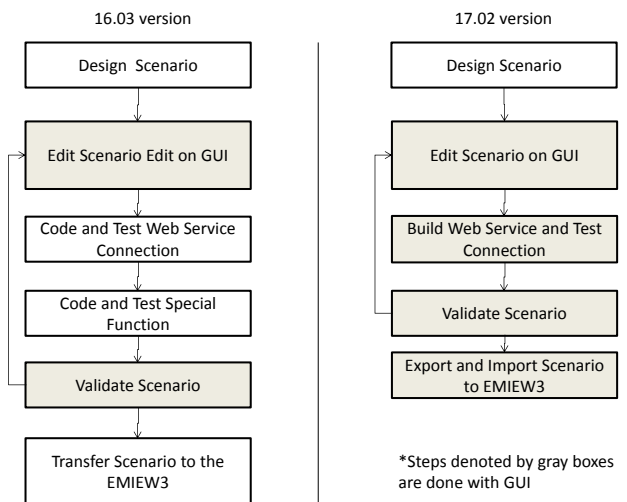 16.03 version
Design Scenario
Edit Scenario Edit on GUI
Code and Test Web Service
Connection
Code and Test Special
Function
Validate Scenario
Transfer Scenario to the
EMIEW3
17.02 version
Design Scenario
Edit Scenario on GUI
Build Web Service and Test
Connection
Validate Scenario
Export and Import Scenario
to EMIEW3
*Steps denoted by gray boxes
are done with GUI